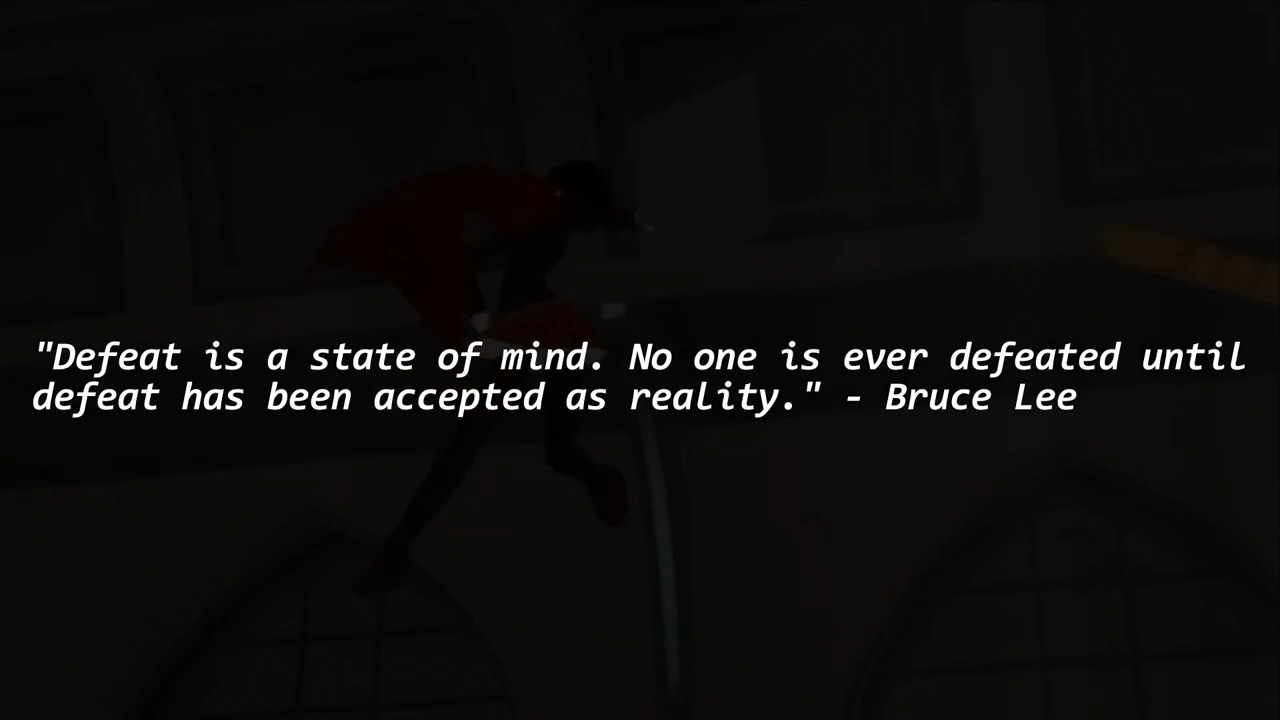 "Defeat is a state of mind. No one is ever defeated until
defeat has been accepted as reality." - Bruce Lee